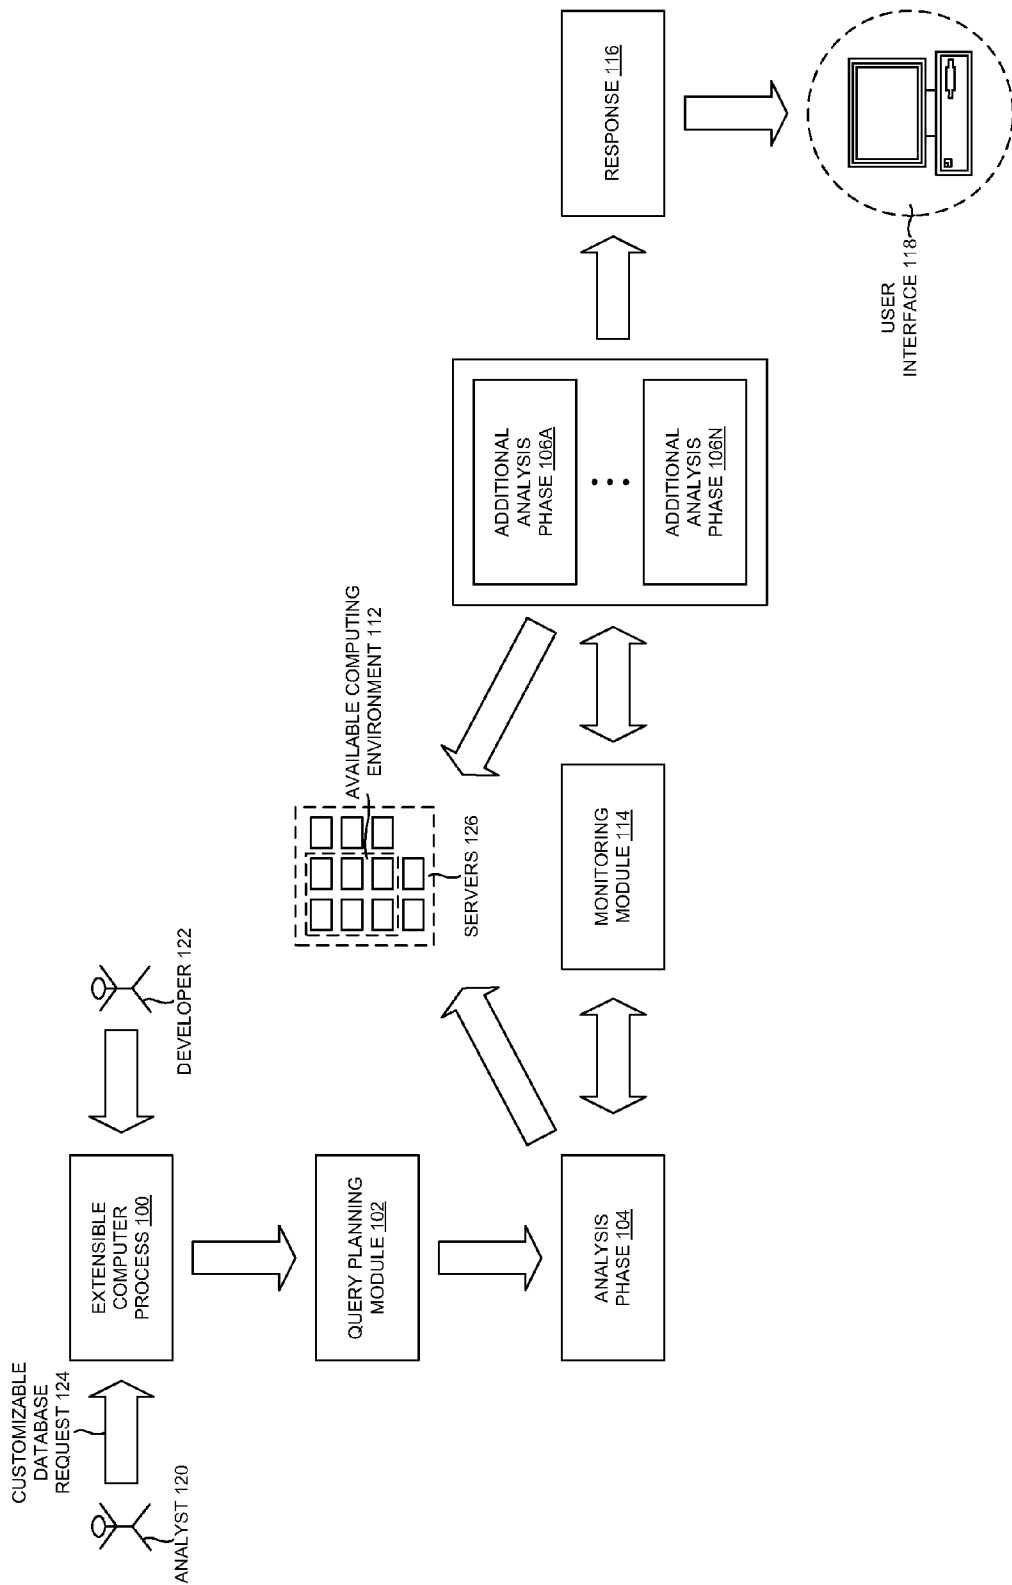 CUSTOMIZABLE
DATABASE
REQUEST 124
ANALYST 120
EXTENSIBLE
COMPUTER
PROCESS 100
DEVELOPER 122
QUERY PLANNING
MODULE 102
ANALYSIS
PHASE 104
AVAILABLE COMPUTING
ENVIRONMENT 112
SERVERS 126
MONITORING
MODULE 114
ADDITIONAL
ANALYSIS
PHASE 106A
ADDITIONAL
ANALYSIS
PHASE 106N
RESPONSE 116
USER
INTERFACE 118